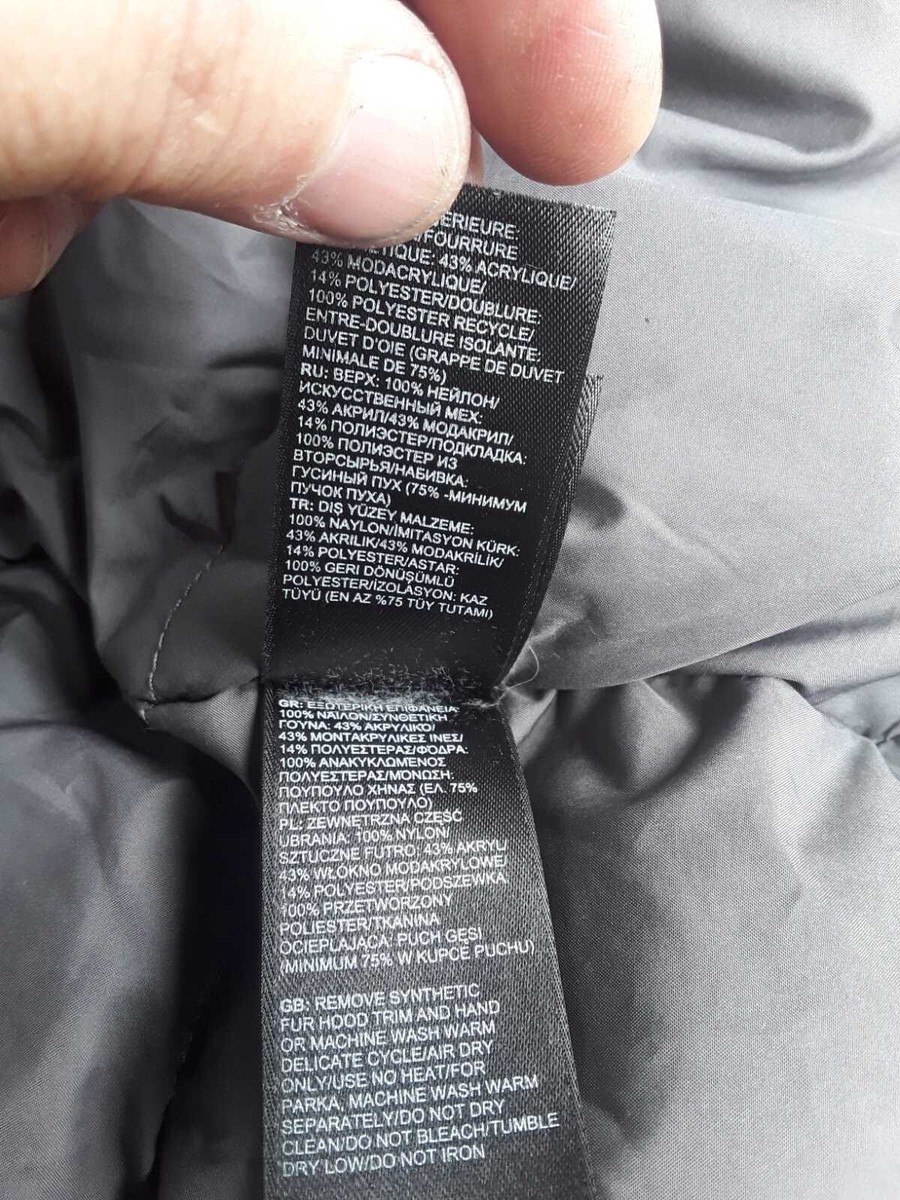 ERIEURE:
/FOURRURE
TIQUE: 43% ACRYLIQUE/
43% MODACRYLIQUE/
14% POLYESTER/DOUBLURE:
100% POLYESTER RECYCLE/
ENTRE-DOUBLURE ISOLANTE:
DUVET D'OIE (GRAPPE DE DUVET
MINIMALE DE 75%)
RU: ВЕРХ: 100% НЕЙЛОН/
ИСКУССТВЕННЫЙ МЕХ:
43% АКРИЛ/43% МОДАКРИЛ/
14% ПОЛИЭСТЕР/ПОДКЛАДКА:
100% ПОЛИЭСТЕР ИЗ
ВТОРСЫРЬЯ/НАБИВКА:
ГУСИНЫЙ ПУХ (75% -МИНИМУМ
ПУЧОК ПУХА)
TR: DIŞ YÜZEY MALZEME:
100% NAYLON/İMITASYON KÜRK:
43% AKRILIK/43% MODAKRİLİK/
14% POLYESTER/ASTAR:
100% GERI DÖNÜŞÜMLÜ
POLYESTER/İZOLASYON: KAZ
TÜYÜ (EN AZ %75 TÜY TUTAMI)
GR: ΕΞΩΤΕΡΙΚΗ ΕΠΙΦΑΝΕΙΑ:
100% ΝΑΪΛΟΝ/ΣΥΝΘΕΤΙΚΗ
ΓΟΥΝΑ: 43% ΑΚΡΥΛΙΚΟ/
43% ΜΟΝΤΑΚΡΥΛΙΚΕΣ ΙΝΕΣ/
14% ΠΟΛΥΕΣΤΕΡΑΣ/ΦΌΔΡΑ:
100% ΑΝΑΚΥΚΛΩΜΕΝΟΣ
ΠΟΛΥΕΣΤΕΡΑΣ/ΜΌΝΩΣΗ:
ΠΟΥΠΟΥΛΟ ΧΗΝΑΣ (ΕΛ. 75%
ΠΛΕΚΤΟ ΠΟΥΠΟΥΛΟ)
PL: ZEWNĘTRZNA CZĘŚĆ
UBRANIA: 100% NYLON/
SZTUCZNE FUTRO: 43% AKRYL/
43% WŁOKNO MODAKRYLOWE/
14% POLYESTER/PODSZEWKA
100% PRZETWORZONY
POLIESTER/TKANINA
OCIEPLAJĄCA: PUCH GĘSI
(MINIMUM 75% W KUPCE PUCHU)
GB: REMOVE SYNTHETIC
FUR HOOD TRIM AND HAND
OR MACHINE WASH WARM
DELICATE CYCLE/AIR DRY
ONLY/USE NO HEAT/FOR
PARKA, MACHINE WASH WARM
SEPARATELY/DO NOT DRY
CLEAN/DO NOT BLEACH/TUMBLE
DRY LOW/DO NOT IRON